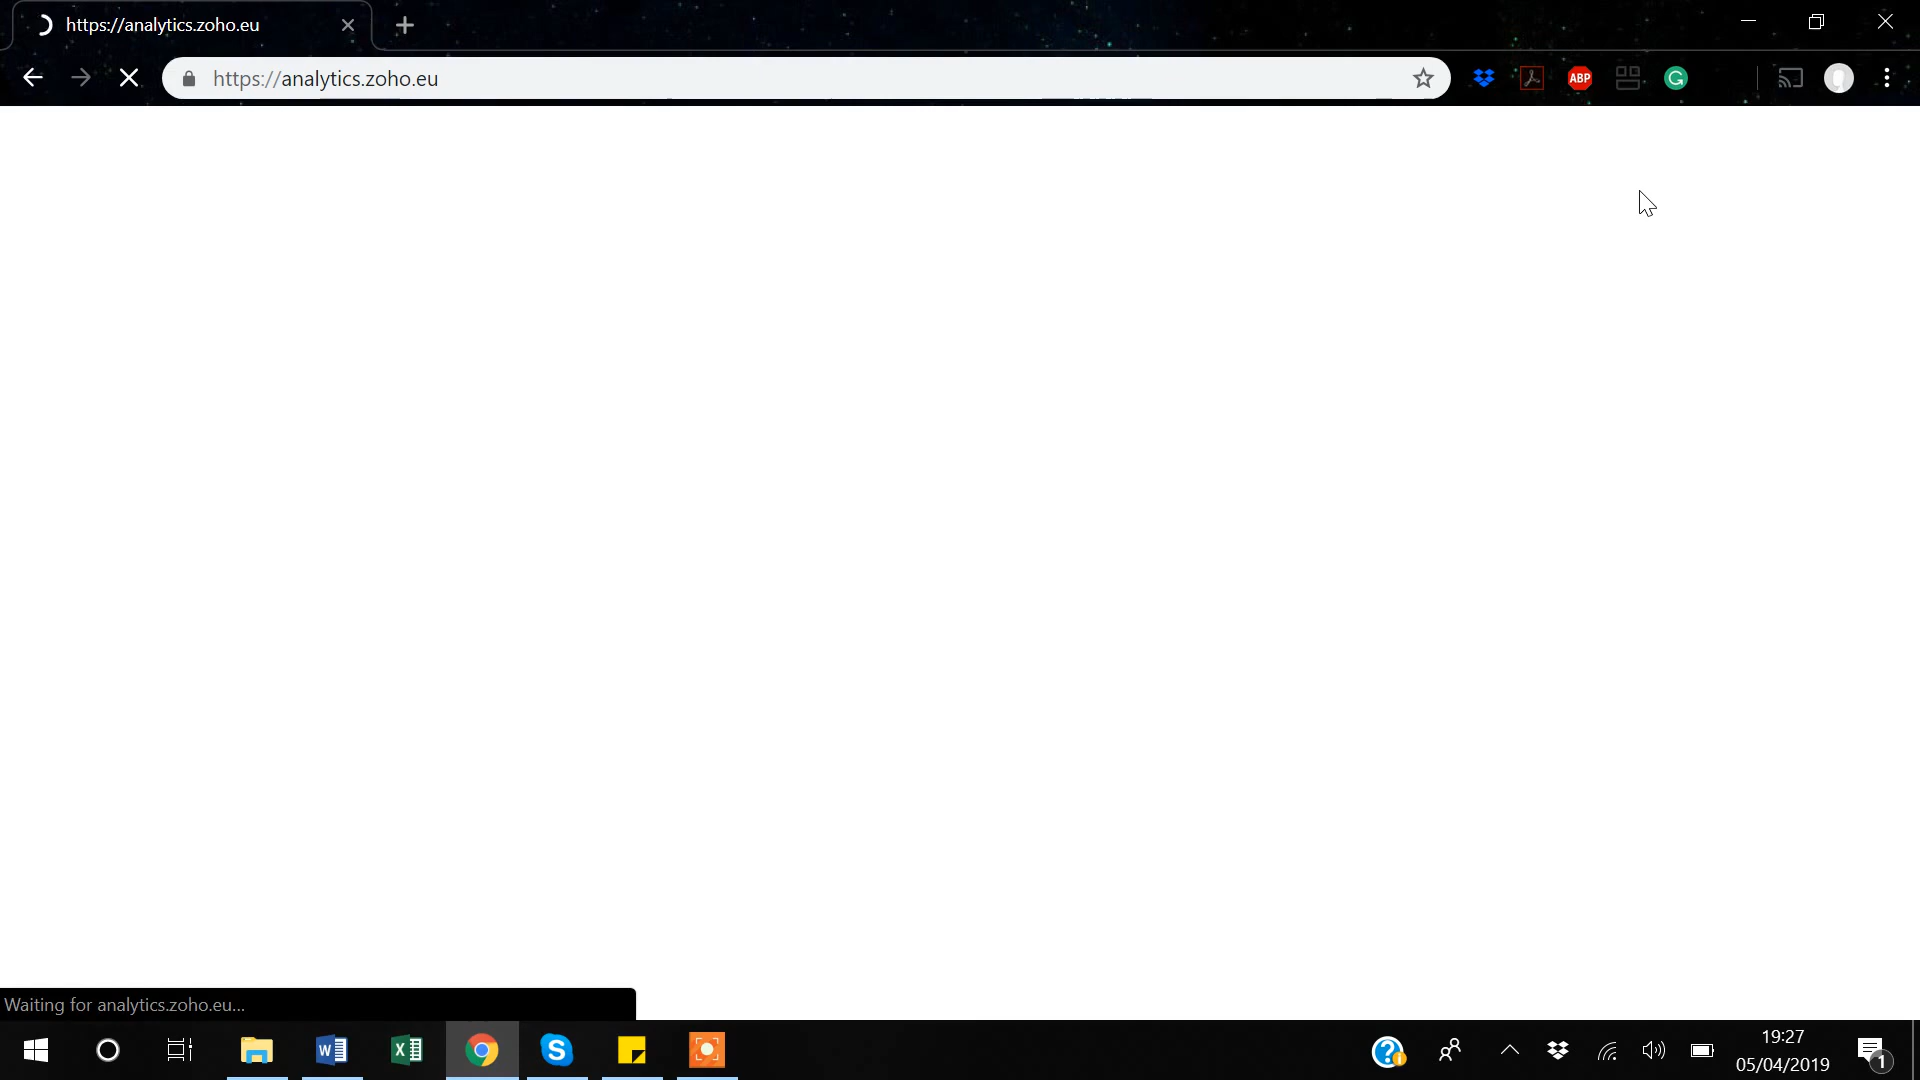 https://analytics.zoho.eu
https://analytics.zoho.eu
ABP
G
Waiting for analytics.zoho.eu...
W
X
S
?
!
19:27
05/04/2019
1